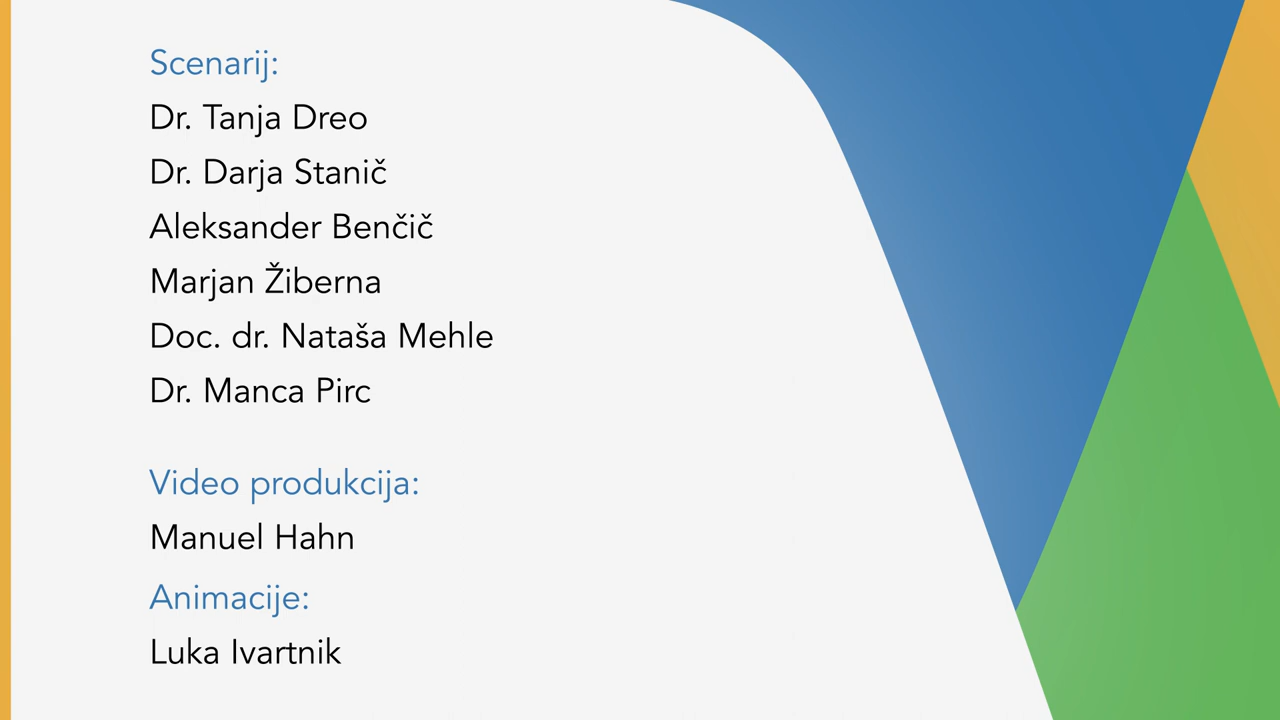 Scenarij:
Dr. Tanja Dreo
Dr. Darja Stanič
Aleksander Benčič
Marjan Žiberna
Doc. dr. Nataša Mehle
Dr. Manca Pirc
Video produkcija:
Manuel Hahn
Animacije:
Luka Ivartnik